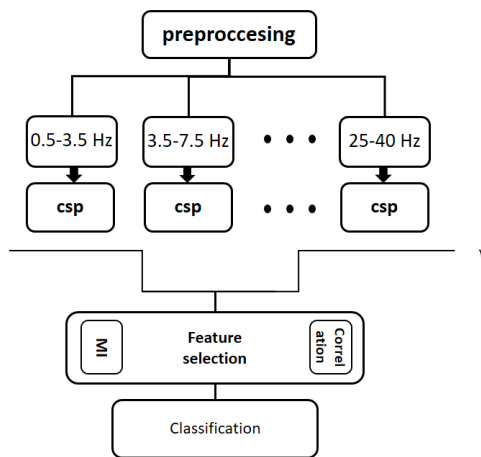 preproccesing
0.5-3.5 Hz
3.5-7.5 Hz
• • •
25-40 Hz
csp
csp
• • •
csp
MI
Feature
selection
Correl
ation
Classification